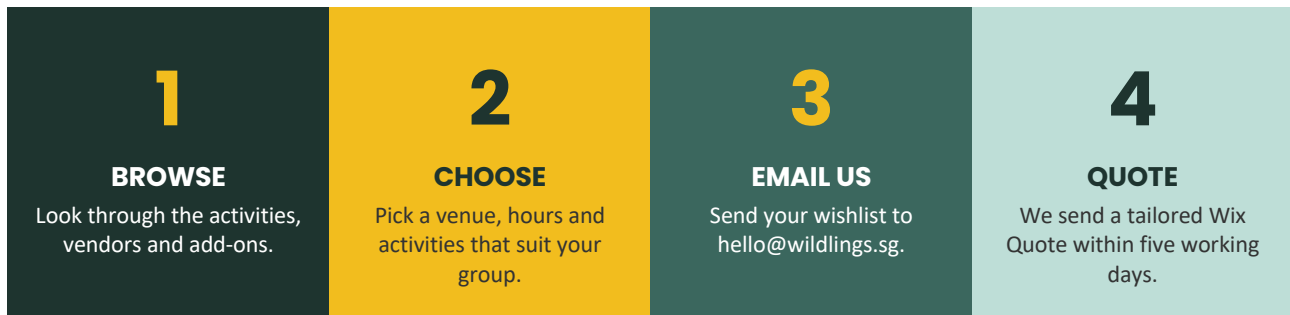 1
BROWSE
Look through the activities,
vendors and add-ons.
2
CHOOSE
Pick a venue, hours and
activities that suit your
group.
3
EMAIL US
Send your wishlist to
hello@wildlings.sg.
4
QUOTE
We send a tailored Wix
Quote within five working
days.